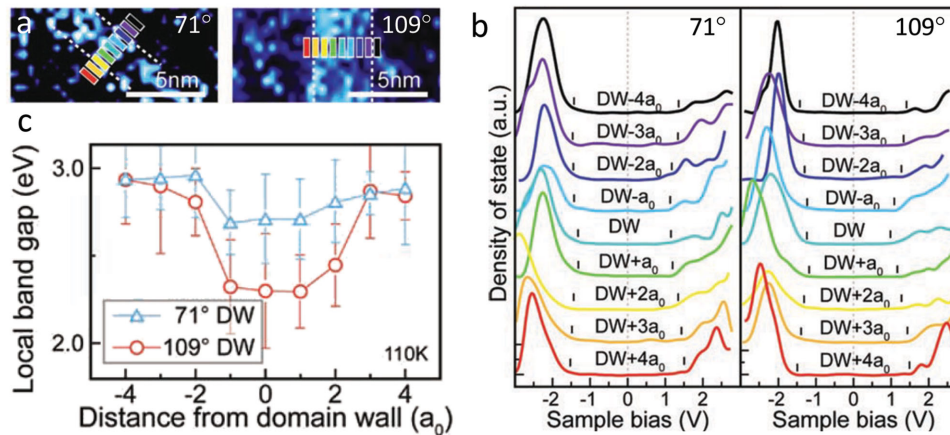 a
71°
5nm
109°
5nm
b
71°
109°
Density of state (a.u.)
DW-4a₀
DW-3a₀
DW-2a₀
DW-a₀
DW
DW+a₀
DW+2a₀
DW+3a₀
DW+4a₀
-2
0
2
Sample bias (V)
DW-4a₀
DW-3a₀
DW-2a₀
DW-a₀
DW
DW+a₀
DW+2a₀
DW+3a₀
DW+4a₀
-2
0
2
Sample bias (V)
c
Local band gap (eV)
3.0
2.0
71° DW
109° DW
110K
-4 -3 -2 -1 0 1 2 3 4
Distance from domain wall (a₀)